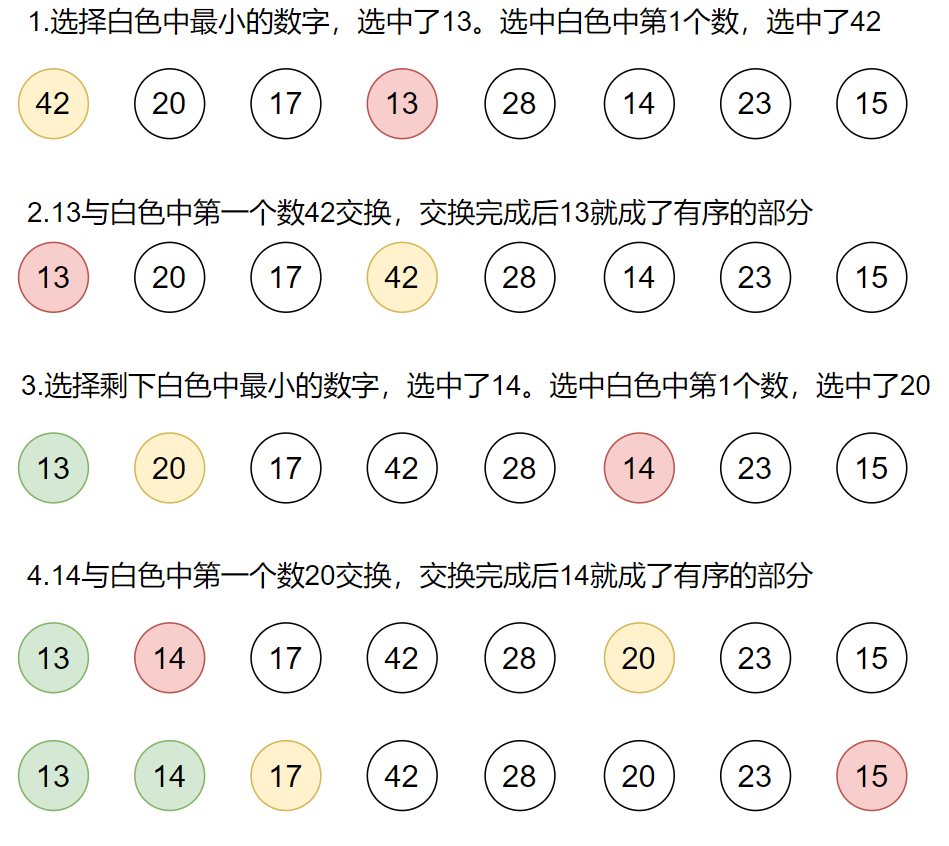 1.选择白色中最小的数字，选中了13。选中白色中第1个数，选中了42
42 20 17 13 28 14 23 15
2.13与白色中第一个数42交换，交换完成后13就成了有序的部分
13 20 17 42 28 14 23 15
3.选择剩下白色中最小的数字，选中了14。选中白色中第1个数，选中了20
13 20 17 42 28 14 23 15
4.14与白色中第一个数20交换，交换完成后14就成了有序的部分
13 14 17 42 28 20 23 15
13 14 17 42 28 20 23 15